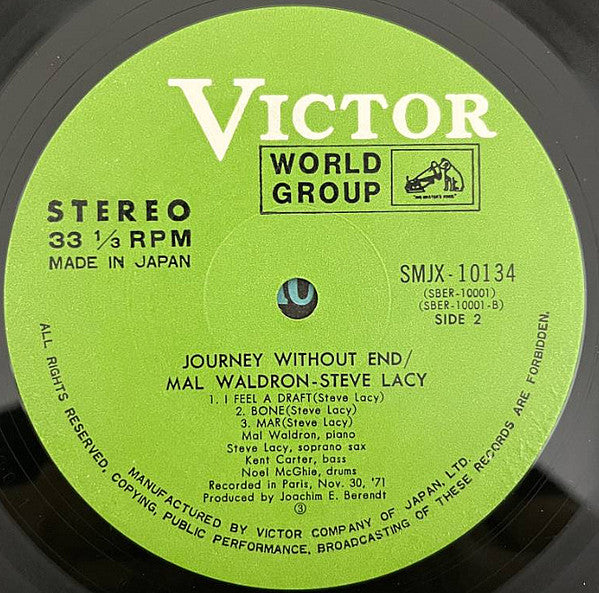 VICTOR
WORLD
GROUP
"HIS MASTER'S VOICE"
STEREO
33 1/3 RPM
MADE IN JAPAN
SMJX-10134
(SBER-10001)
(SBER-10001-B)
SIDE 2
JOURNEY WITHOUT END/
MAL WALDRON-STEVE LACY
1. I FEEL A DRAFT(Steve Lacy)
2. BONE(Steve Lacy)
3. MAR(Steve Lacy)
Mal Waldron, piano
Steve Lacy, soprano sax
Kent Carter, bass
Noel McGhie, drums
Recorded in Paris, Nov. 30, '71
Produced by Joachim E. Berendt
③
MANUFACTURED BY VICTOR COMPANY OF JAPAN, LTD.
ALL RIGHTS RESERVED, COPYING, PUBLIC PERFORMANCE, BROADCASTING OF THESE RECORDS ARE FORBIDDEN.